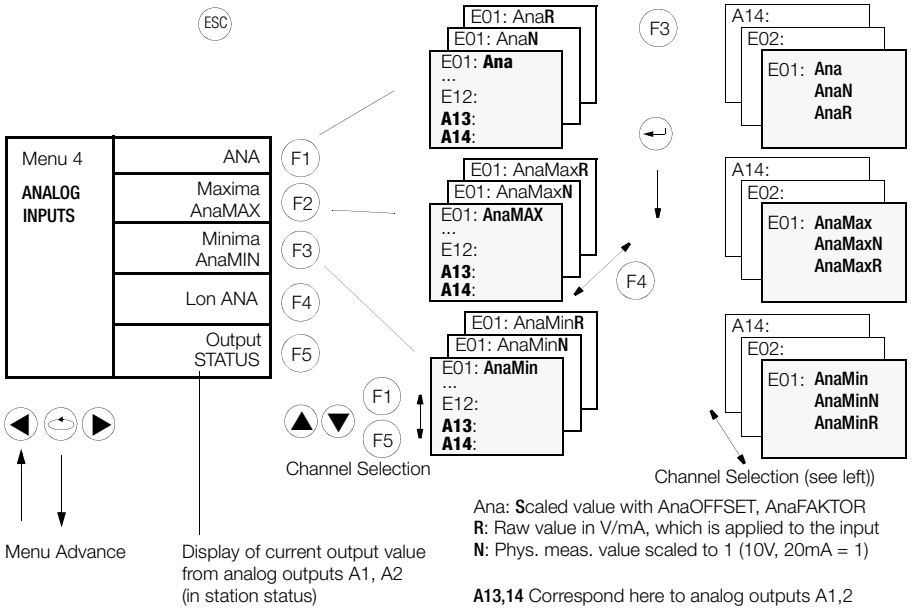 ESC
E01: AnaR
E01: AnaN
E01: Ana
...
E12:
A13:
A14:
F3
A14:
E02:
E01: Ana
AnaN
AnaR
Menu 4
ANALOG
INPUTS
ANA
F1
Maxima
AnaMAX
F2
Minima
AnaMIN
F3
Lon ANA
F4
Output
STATUS
F5
E01: AnaMaxR
E01: AnaMaxN
E01: AnaMAX
...
E12:
A13:
A14:
F4
A14:
E02:
E01: AnaMax
AnaMaxN
AnaMaxR
E01: AnaMinR
E01: AnaMinN
E01: AnaMin
...
E12:
A13:
A14:
F1
F5
Channel Selection
A14:
E02:
E01: AnaMin
AnaMinN
AnaMinR
Channel Selection (see left))
Menu Advance
Display of current output value
from analog outputs A1, A2
(in station status)
Ana: Scaled value with AnaOFFSET, AnaFAKTOR
R: Raw value in V/mA, which is applied to the input
N: Phys. meas. value scaled to 1 (10V, 20mA = 1)
A13,14 Correspond here to analog outputs A1,2